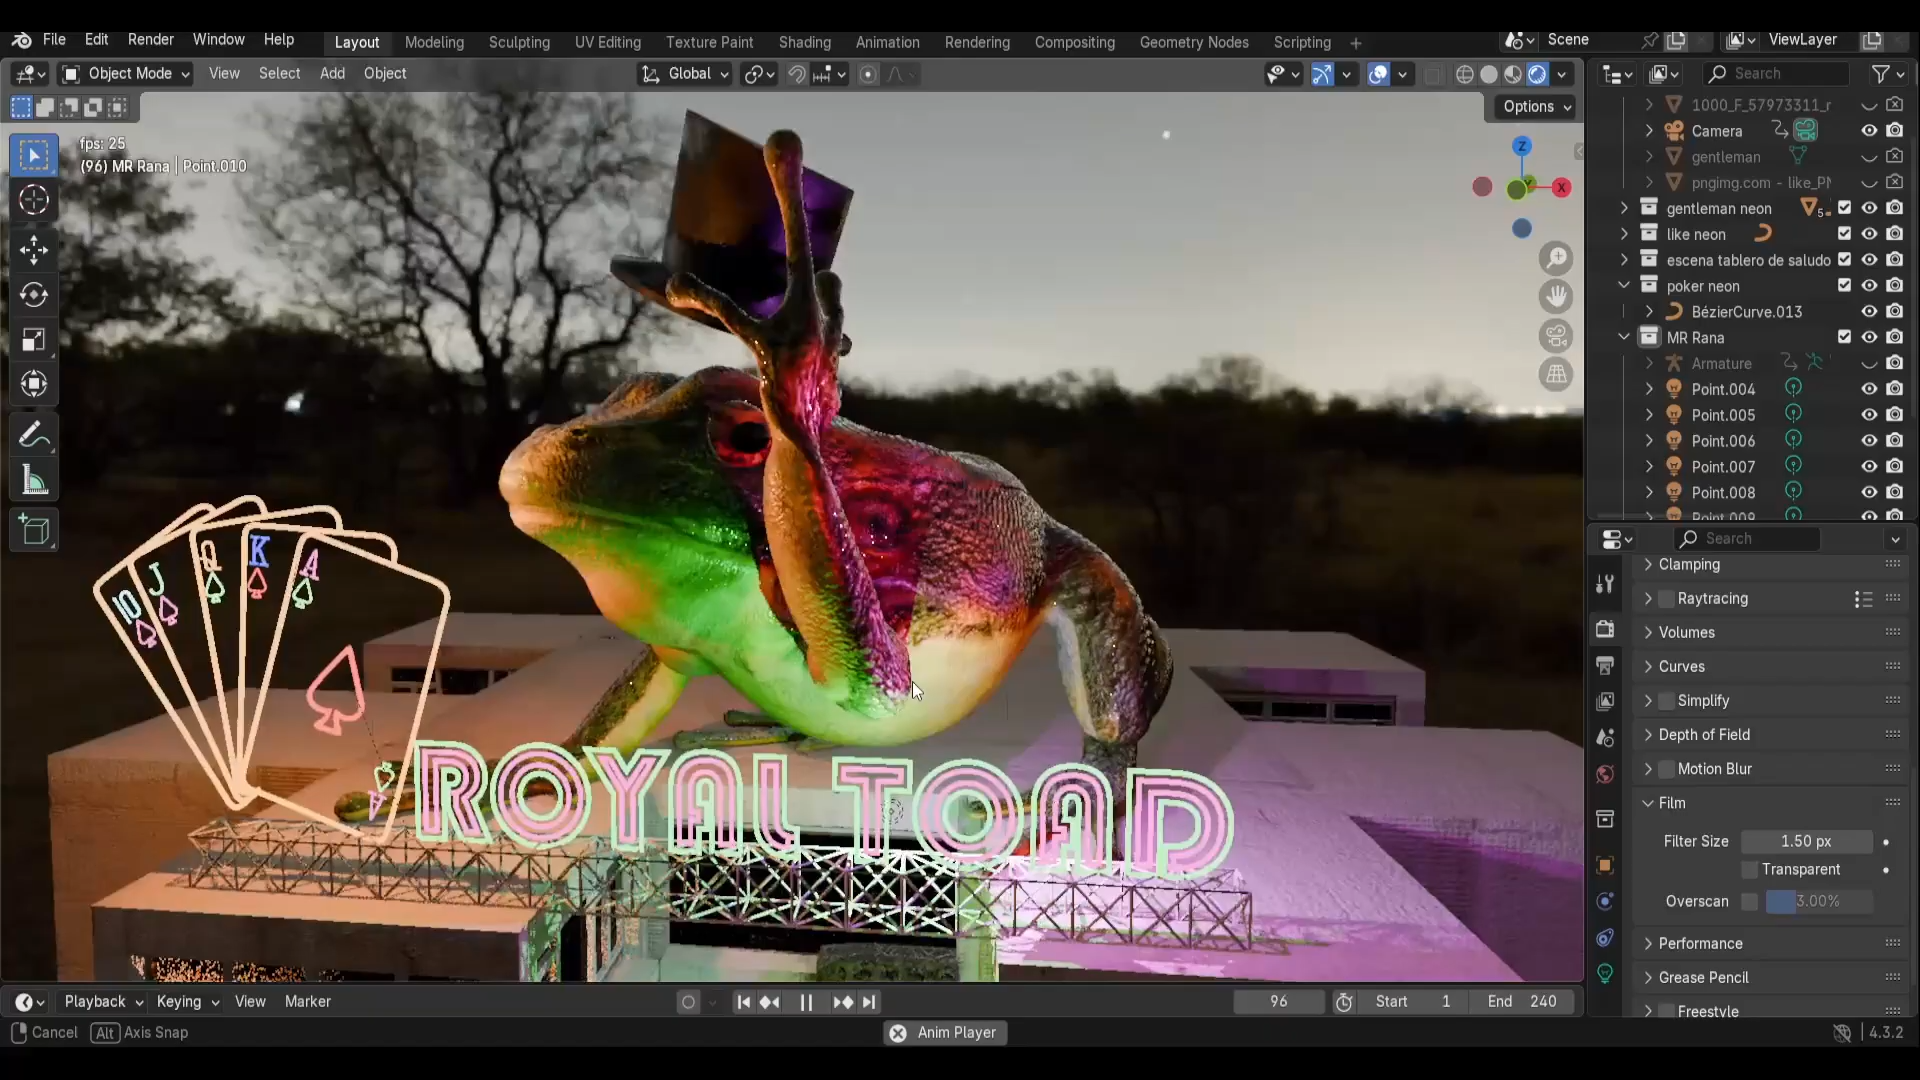 File Edit Render Window Help
Layout Modeling Sculpting UV Editing Texture Paint Shading Animation Rendering Compositing Geometry Nodes Scripting +
Scene
ViewLayer
Object Mode View Select Add Object
Global
Search
Options
fps: 25
(96) MR Rana | Point.010
Z
X
1000_F_57973311_r
Camera
gentleman
pngimg.com - like_PN
gentleman neon
5
like neon
escena tablero de saludo
poker neon
BézierCurve.013
MR Rana
Armature
Point.004
Point.005
Point.006
Point.007
Point.008
Point.009
10 J Q K A
A
ROYAL TOAD
Search
Clamping
Raytracing
Volumes
Curves
Simplify
Depth of Field
Motion Blur
Film
Filter Size 1.50 px
Transparent
Overscan 3.00%
Performance
Grease Pencil
Freestyle
Playback Keying View Marker
96 Start 1 End 240
Cancel Alt Axis Snap
Anim Player
4.3.2